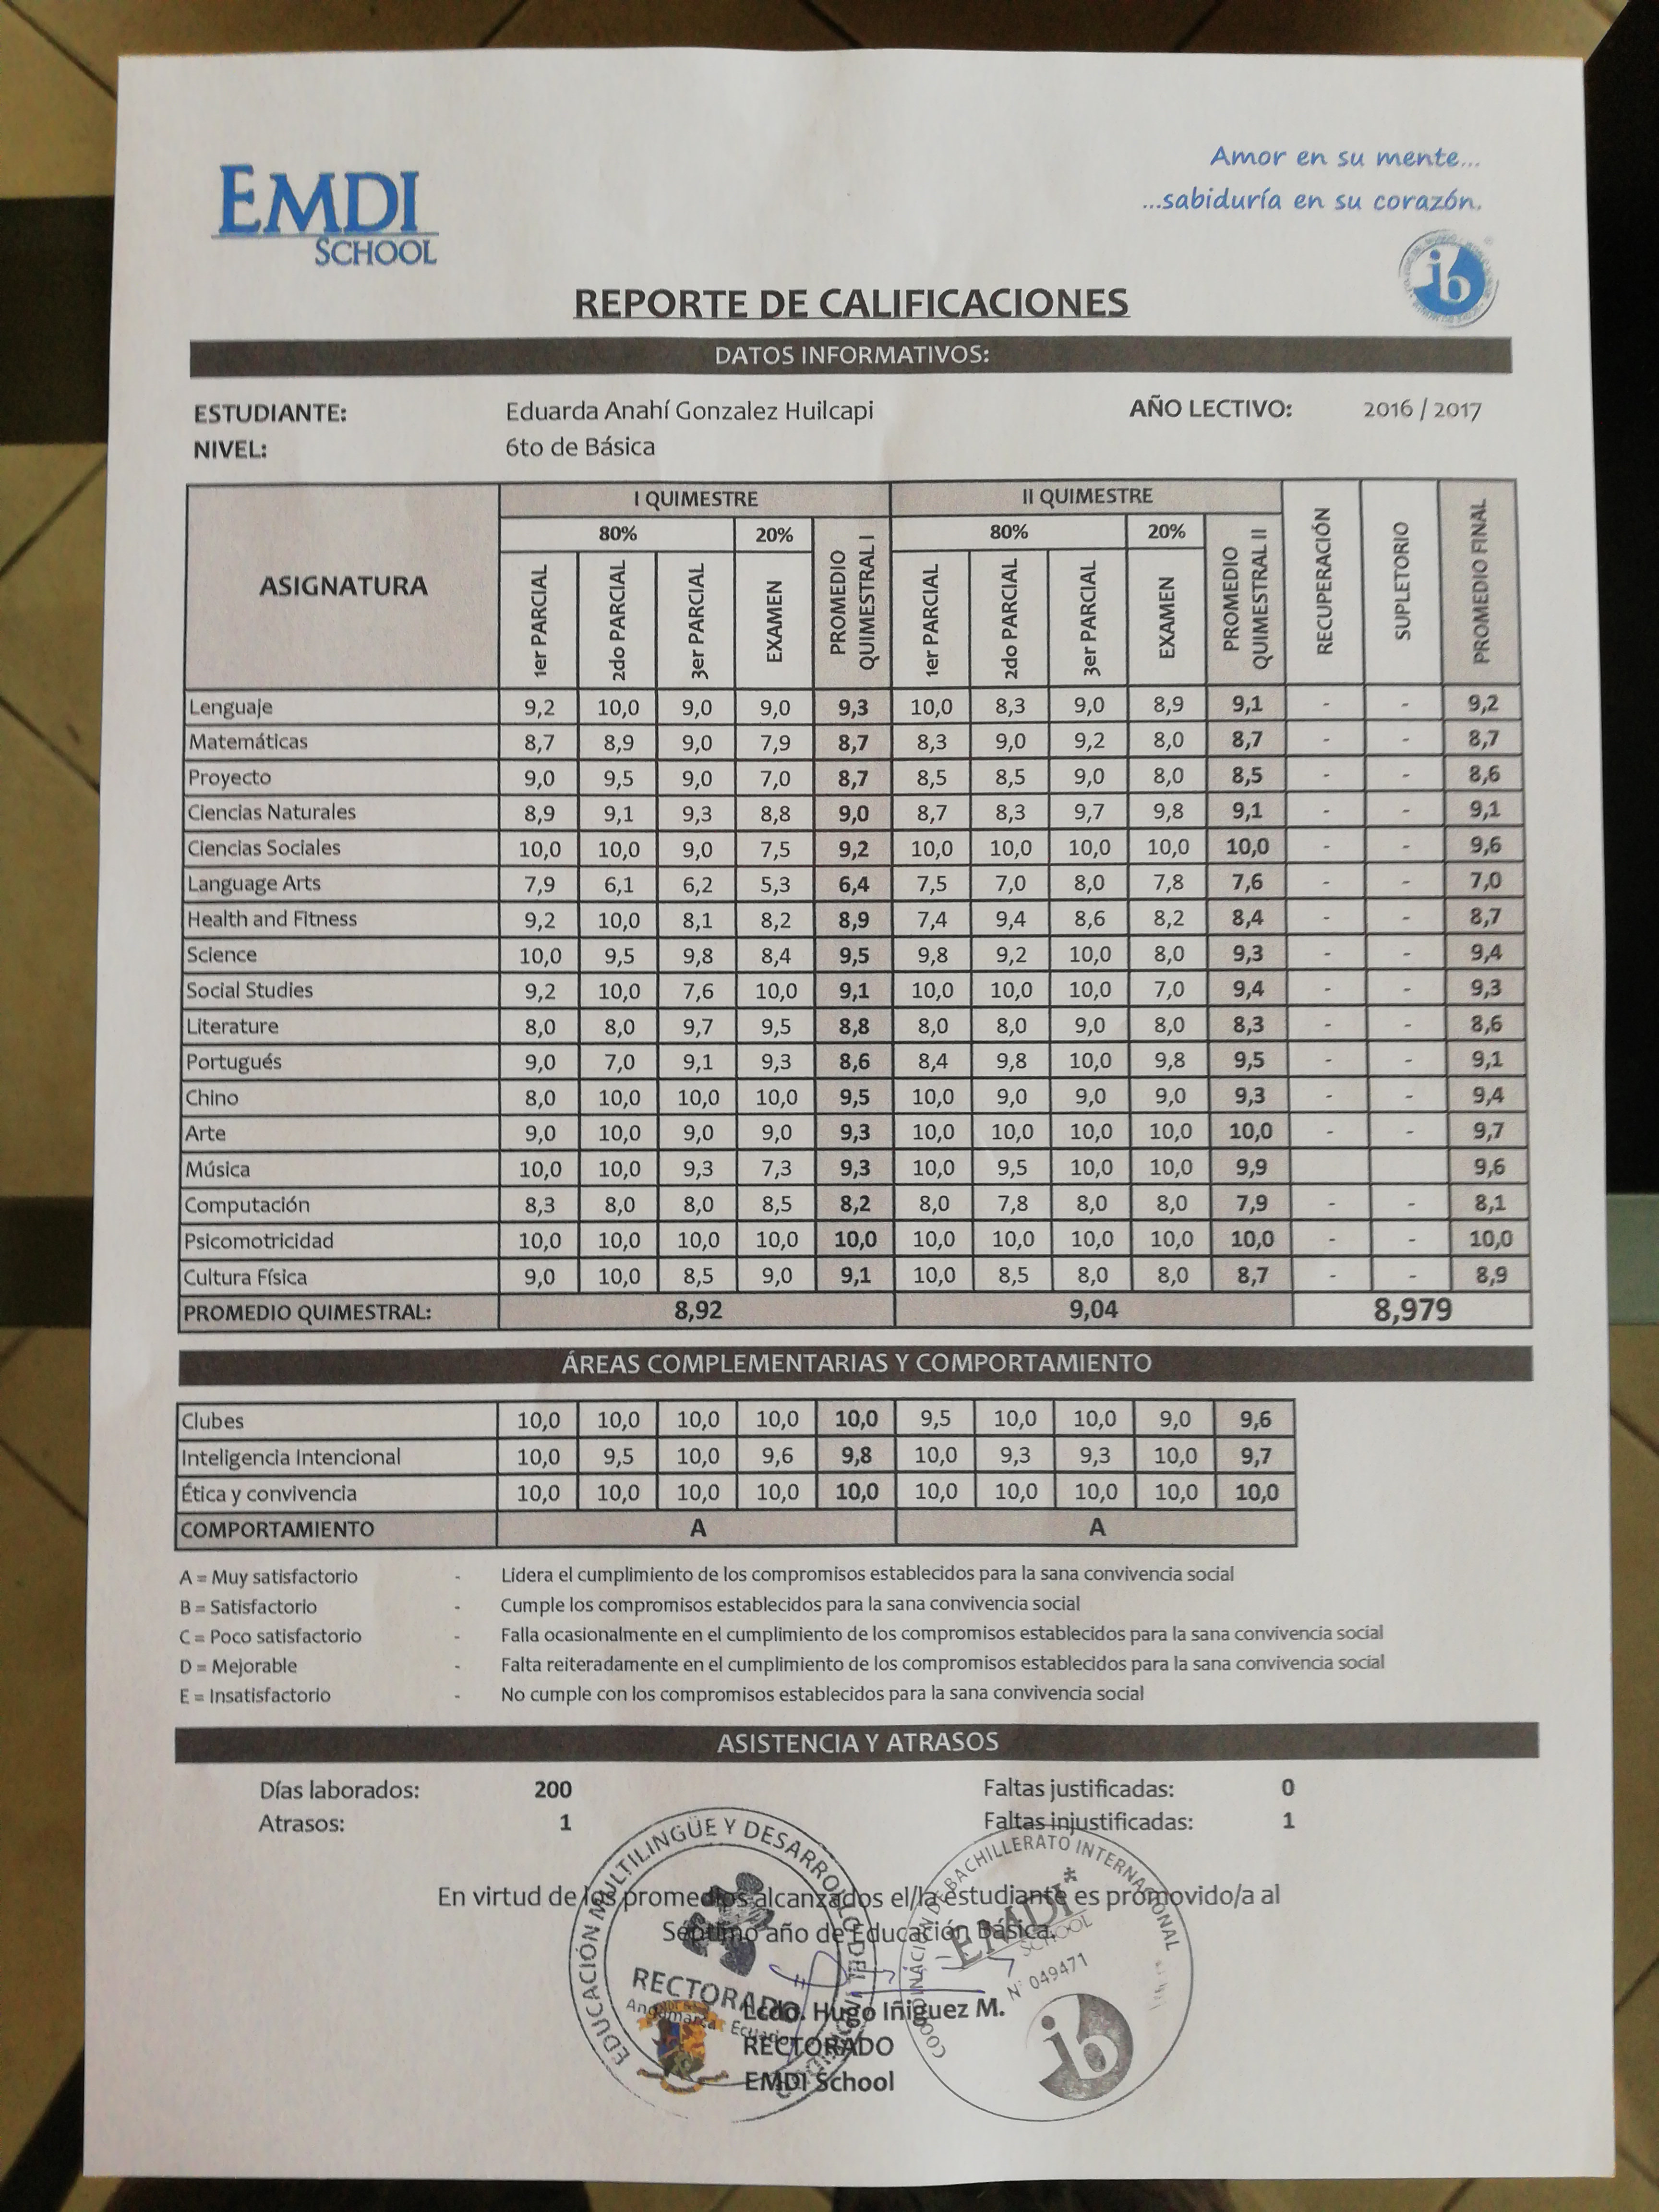 EMDI
SCHOOL
Amor en su mente...
...sabiduría en su corazón.
ib
REPORTE DE CALIFICACIONES
DATOS INFORMATIVOS:
ESTUDIANTE: Eduarda Anahí Gonzalez Huilcapi AÑO LECTIVO: 2016 / 2017
NIVEL: 6to de Básica
ASIGNATURA I QUIMESTRE II QUIMESTRE RECUPERACIÓN SUPLETORIO PROMEDIO FINAL
80% 20% PROMEDIO QUIMESTRAL I 80% 20% PROMEDIO QUIMESTRAL II
1er PARCIAL 2do PARCIAL 3er PARCIAL EXAMEN 1er PARCIAL 2do PARCIAL 3er PARCIAL EXAMEN
Lenguaje 9,2 10,0 9,0 9,0 9,3 10,0 8,3 9,0 8,9 9,1 - - 9,2
Matemáticas 8,7 8,9 9,0 7,9 8,7 8,3 9,0 9,2 8,0 8,7 - - 8,7
Proyecto 9,0 9,5 9,0 7,0 8,7 8,5 8,5 9,0 8,0 8,5 - - 8,6
Ciencias Naturales 8,9 9,1 9,3 8,8 9,0 8,7 8,3 9,7 9,8 9,1 - - 9,1
Ciencias Sociales 10,0 10,0 9,0 7,5 9,2 10,0 10,0 10,0 10,0 10,0 - - 9,6
Language Arts 7,9 6,1 6,2 5,3 6,4 7,5 7,0 8,0 7,8 7,6 - - 7,0
Health and Fitness 9,2 10,0 8,1 8,2 8,9 7,4 9,4 8,6 8,2 8,4 - - 8,7
Science 10,0 9,5 9,8 8,4 9,5 9,8 9,2 10,0 8,0 9,3 - - 9,4
Social Studies 9,2 10,0 7,6 10,0 9,1 10,0 10,0 10,0 7,0 9,4 - - 9,3
Literature 8,0 8,0 9,7 9,5 8,8 8,0 8,0 9,0 8,0 8,3 - - 8,6
Portugués 9,0 7,0 9,1 9,3 8,6 8,4 9,8 10,0 9,8 9,5 - - 9,1
Chino 8,0 10,0 10,0 10,0 9,5 10,0 9,0 9,0 9,0 9,3 - - 9,4
Arte 9,0 10,0 9,0 9,0 9,3 10,0 10,0 10,0 10,0 10,0 - - 9,7
Música 10,0 10,0 9,3 7,3 9,3 10,0 9,5 10,0 10,0 9,9 9,6
Computación 8,3 8,0 8,0 8,5 8,2 8,0 7,8 8,0 8,0 7,9 - - 8,1
Psicomotricidad 10,0 10,0 10,0 10,0 10,0 10,0 10,0 10,0 10,0 10,0 - - 10,0
Cultura Física 9,0 10,0 8,5 9,0 9,1 10,0 8,5 8,0 8,0 8,7 - - 8,9
PROMEDIO QUIMESTRAL: 8,92 9,04 8,979
ÁREAS COMPLEMENTARIAS Y COMPORTAMIENTO
Clubes 10,0 10,0 10,0 10,0 10,0 9,5 10,0 10,0 9,0 9,6
Inteligencia Intencional 10,0 9,5 10,0 9,6 9,8 10,0 9,3 9,3 10,0 9,7
Ética y convivencia 10,0 10,0 10,0 10,0 10,0 10,0 10,0 10,0 10,0 10,0
COMPORTAMIENTO A A
A = Muy satisfactorio - Lidera el cumplimiento de los compromisos establecidos para la sana convivencia social
B = Satisfactorio - Cumple los compromisos establecidos para la sana convivencia social
C = Poco satisfactorio - Falla ocasionalmente en el cumplimiento de los compromisos establecidos para la sana convivencia social
D = Mejorable - Falta reiteradamente en el cumplimiento de los compromisos establecidos para la sana convivencia social
E = Insatisfactorio - No cumple con los compromisos establecidos para la sana convivencia social
ASISTENCIA Y ATRASOS
Días laborados: 200 Faltas justificadas: 0
Atrasos: 1 Faltas injustificadas: 1
En virtud de los promedios alcanzados el/la estudiante es promovido/a al
Séptimo año de Educación Básica.
Lcdo. Hugo Iñiguez M.
RECTORADO
EMDI School
EDUCACIÓN MULTILINGÜE Y DESARROLLO DEL
RECTORADO
Angamarca Ecuador
COORDINACIÓN DE BACHILLERATO INTERNACIONAL
EMDI
SCHOOL
N° 049471
ib